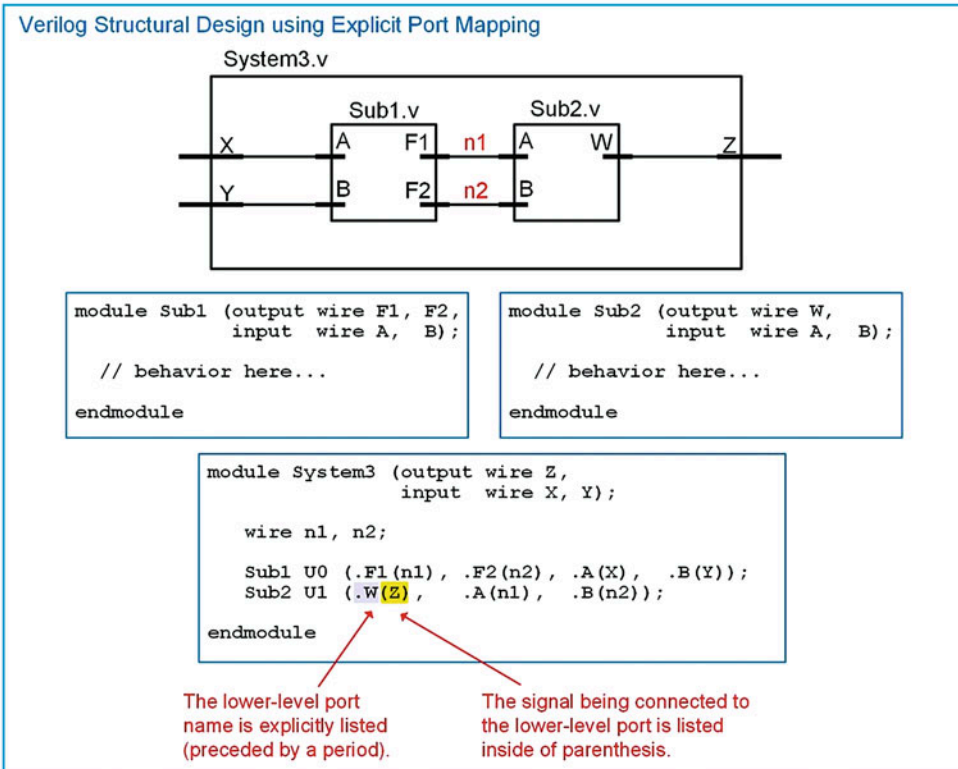 Verilog Structural Design using Explicit Port Mapping
System3.v
Sub1.v
Sub2.v
X
A
F1
n1
A
W
Z
Y
B
F2
n2
B
module Sub1 (output wire F1, F2,
input wire A, B);
// behavior here...
endmodule
module Sub2 (output wire W,
input wire A, B);
// behavior here...
endmodule
module System3 (output wire Z,
input wire X, Y);
wire n1, n2;
Sub1 U0 (.F1(n1), .F2(n2), .A(X), .B(Y));
Sub2 U1 (.W(Z), .A(n1), .B(n2));
endmodule
The lower-level port
name is explicitly listed
(preceded by a period).
The signal being connected to
the lower-level port is listed
inside of parenthesis.